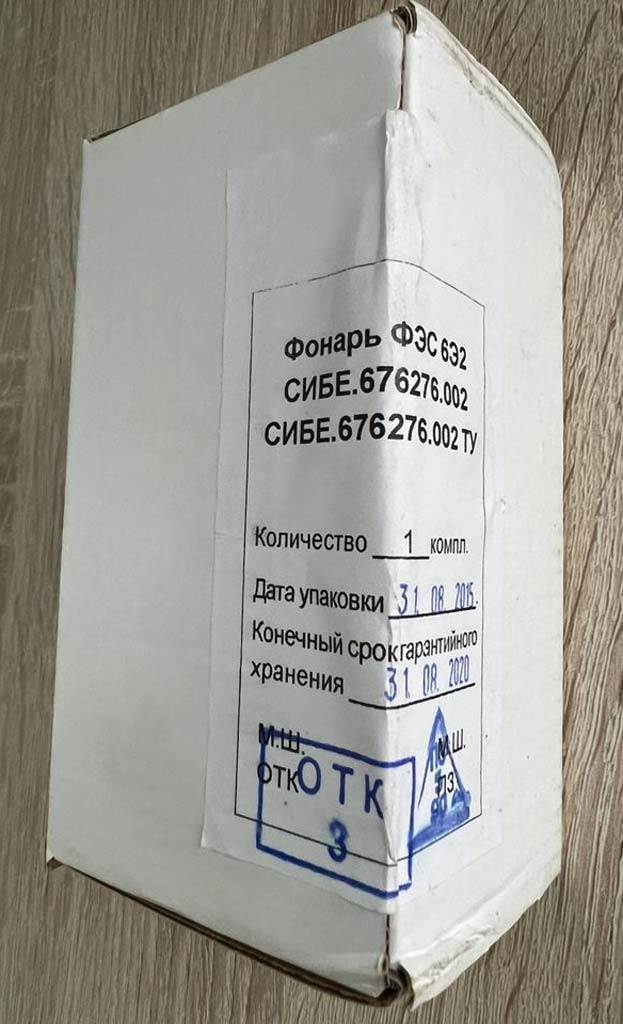 Фонарь ФЭС 6Э2
СИБЕ.676276.002
СИБЕ.676276.002 ТУ
Количество 1 компл.
Дата упаковки 31. 08. 2015.
Конечный срок гарантийного
хранения 31. 08. 2020
М.Ш. М.Ш.
ОТК ПЗ
ОТК
3